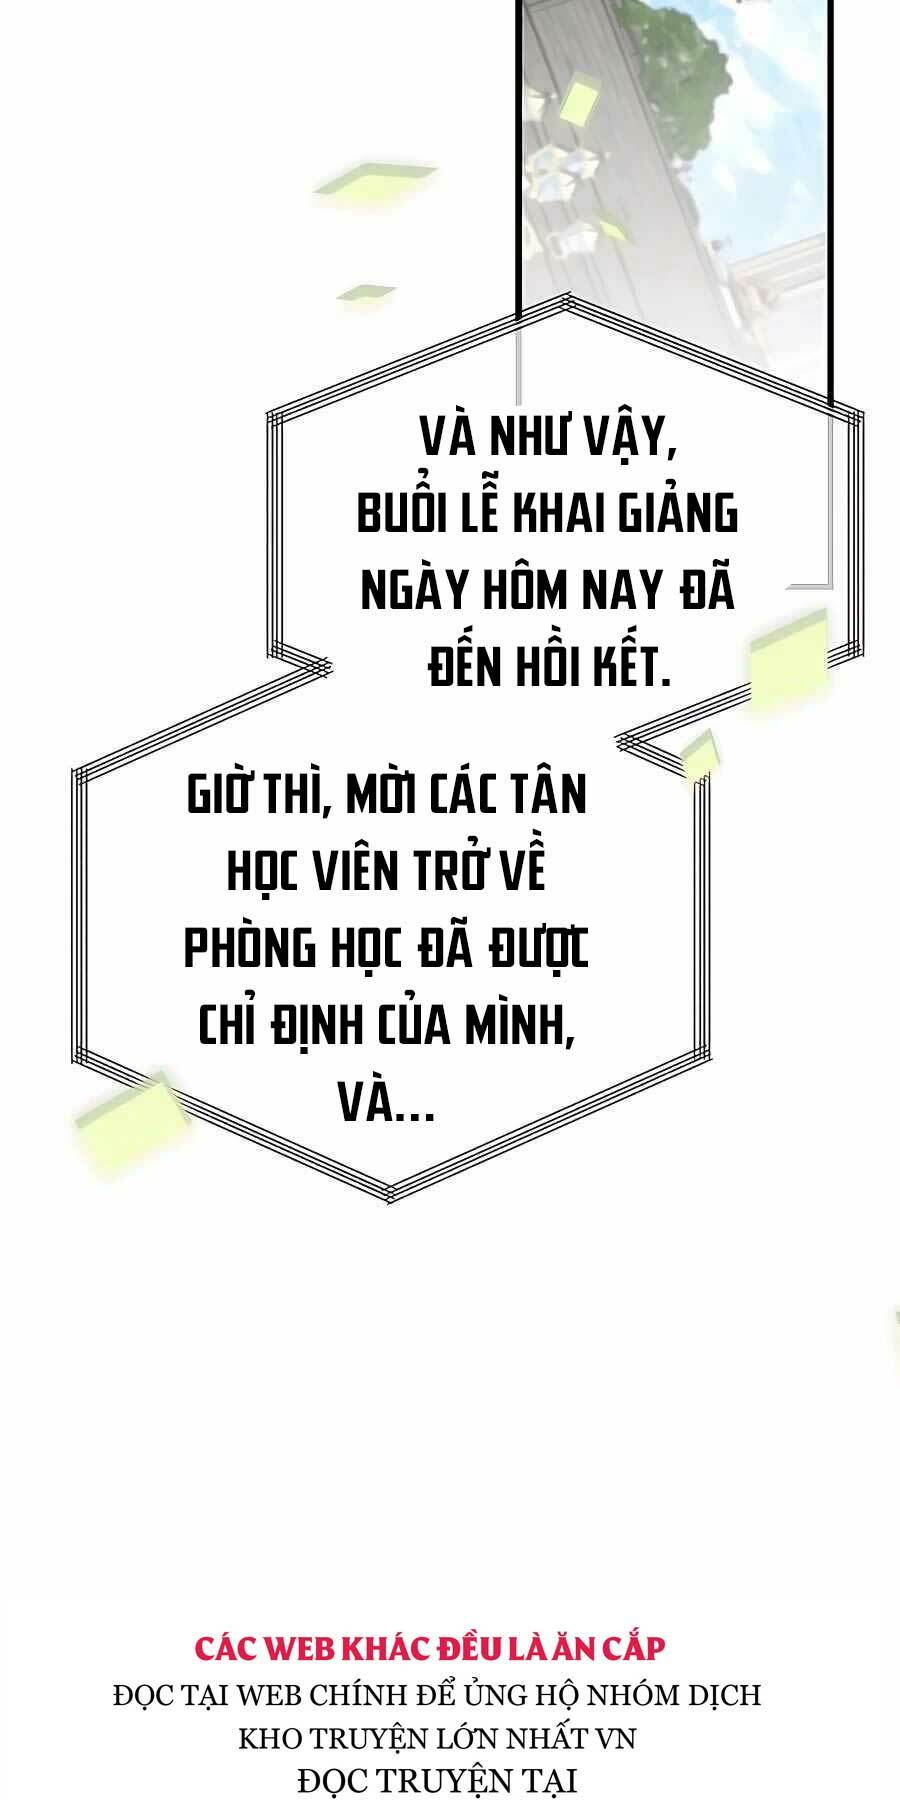 VÀ NHƯ VẬY,
BUỔI LỄ KHAI GIẢNG
NGÀY HÔM NAY ĐÃ
ĐẾN HỒI KẾT.
GIỜ THÌ, MỜI CÁC TÂN
HỌC VIÊN TRỞ VỀ
PHÒNG HỌC ĐÃ ĐƯỢC
CHỈ ĐỊNH CỦA MÌNH,
VÀ...
CÁC WEB KHÁC ĐỀU LÀ ĂN CẮP
ĐỌC TẠI WEB CHÍNH ĐỂ ỦNG HỘ NHÓM DỊCH
KHO TRUYỆN LỚN NHẤT VN
ĐỌC TRUYỆN TẠI